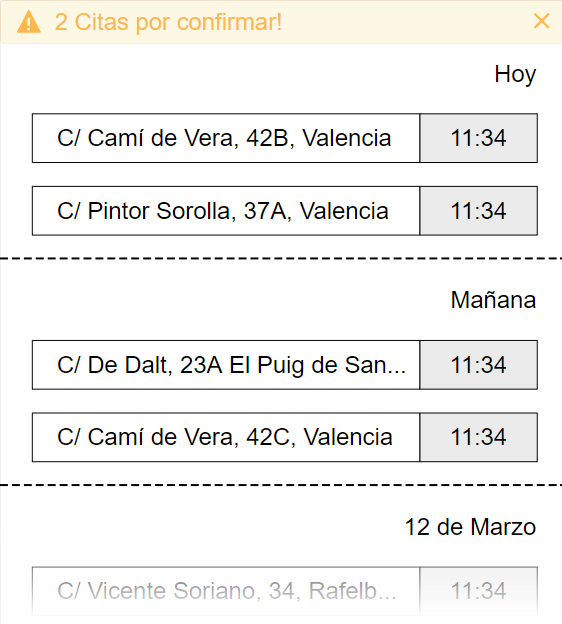 2 Citas por confirmar!
Hoy
C/ Camí de Vera, 42B, Valencia 11:34
C/ Pintor Sorolla, 37A, Valencia 11:34
Mañana
C/ De Dalt, 23A El Puig de San... 11:34
C/ Camí de Vera, 42C, Valencia 11:34
12 de Marzo
C/ Vicente Soriano, 34, Rafelb... 11:34